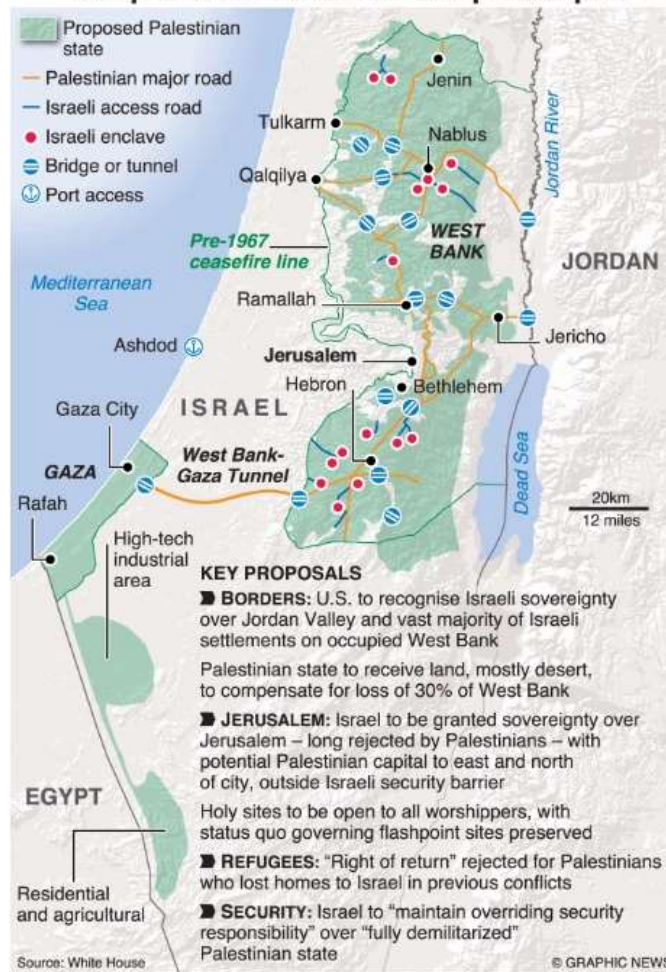 Proposed Palestinian
state
Palestinian major road
Israeli access road
Israeli enclave
Bridge or tunnel
Port access
Jenin
Tulkarm
Nablus
Qalqilya
Jordan River
Pre-1967
ceasefire line
WEST
BANK
JORDAN
Mediterranean
Sea
Ramallah
Jericho
Ashdod
Jerusalem
Hebron
Bethlehem
Gaza City
ISRAEL
GAZA
West Bank-
Gaza Tunnel
Dead Sea
Rafah
20km
12 miles
High-tech
industrial
area
KEY PROPOSALS
BORDERS: U.S. to recognise Israeli sovereignty
over Jordan Valley and vast majority of Israeli
settlements on occupied West Bank
Palestinian state to receive land, mostly desert,
to compensate for loss of 30% of West Bank
JERUSALEM: Israel to be granted sovereignty over
Jerusalem – long rejected by Palestinians – with
potential Palestinian capital to east and north
of city, outside Israeli security barrier
Holy sites to be open to all worshippers, with
status quo governing flashpoint sites preserved
REFUGEES: “Right of return” rejected for Palestinians
who lost homes to Israel in previous conflicts
SECURITY: Israel to “maintain overriding security
responsibility” over “fully demilitarized”
Palestinian state
EGYPT
Residential
and agricultural
Source: White House
© GRAPHIC NEWS